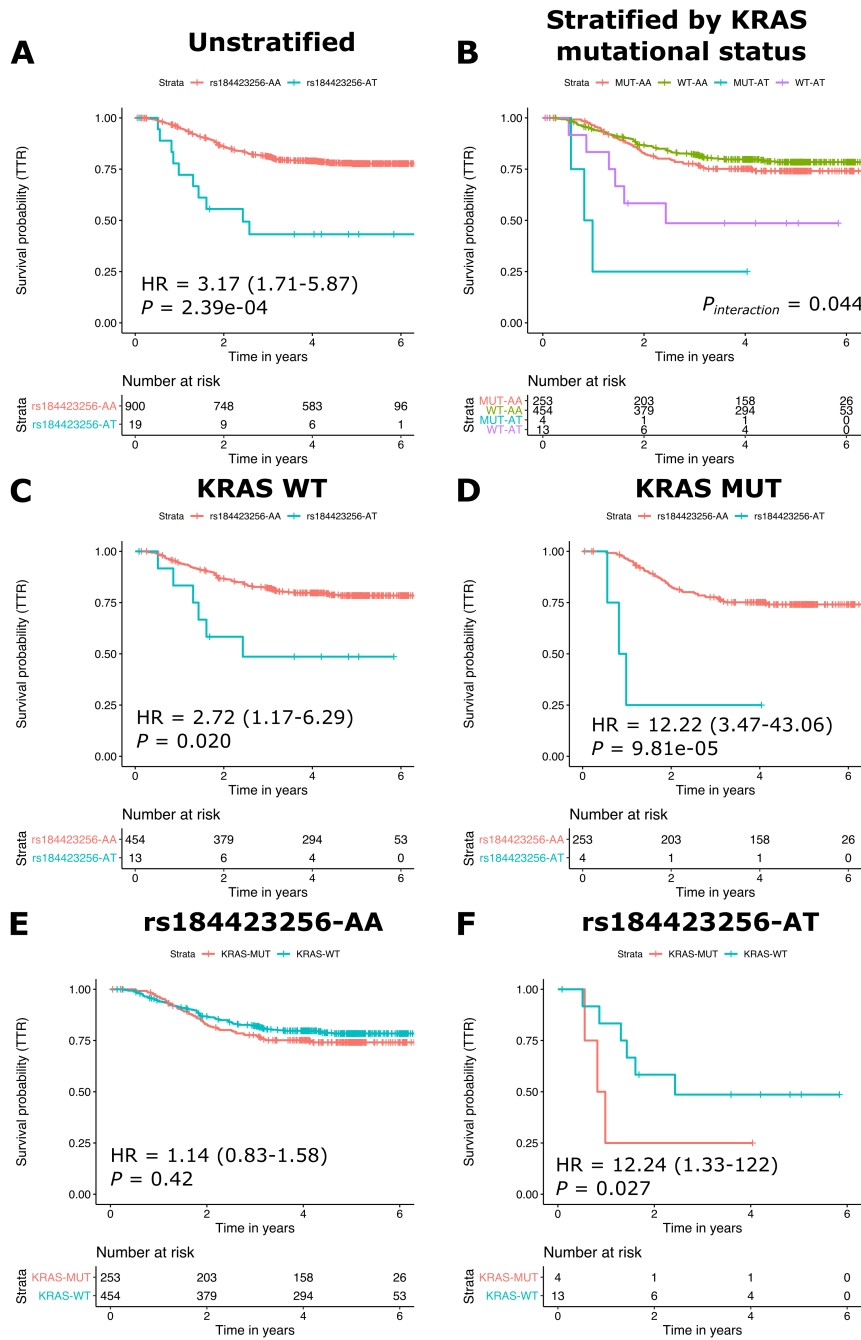 A
Unstratified
Strata rs184423256-AA rs184423256-AT
Survival probability (TTR)
1.00
0.75
0.50
0.25
0.00
HR = 3.17 (1.71-5.87)
P = 2.39e-04
0 2 4 6
Time in years
Number at risk
Strata
rs184423256-AA 900 748 583 96
rs184423256-AT 19 9 6 1
0 2 4 6
Time in years
B
Stratified by KRAS
mutational status
Strata MUT-AA WT-AA MUT-AT WT-AT
Survival probability (TTR)
1.00
0.75
0.50
0.25
0.00
Pinteraction = 0.044
0 2 4 6
Time in years
Number at risk
Strata
MUT-AA 253 203 158 26
WT-AA 454 379 294 53
MUT-AT 4 1 1 0
WT-AT 13 6 4 0
0 2 4 6
Time in years
C
KRAS WT
Strata rs184423256-AA rs184423256-AT
Survival probability (TTR)
1.00
0.75
0.50
0.25
0.00
HR = 2.72 (1.17-6.29)
P = 0.020
0 2 4 6
Time in years
Number at risk
Strata
rs184423256-AA 454 379 294 53
rs184423256-AT 13 6 4 0
0 2 4 6
Time in years
D
KRAS MUT
Strata rs184423256-AA rs184423256-AT
Survival probability (TTR)
1.00
0.75
0.50
0.25
0.00
HR = 12.22 (3.47-43.06)
P = 9.81e-05
0 2 4 6
Time in years
Number at risk
Strata
rs184423256-AA 253 203 158 26
rs184423256-AT 4 1 1 0
0 2 4 6
Time in years
E
rs184423256-AA
Strata KRAS-MUT KRAS-WT
Survival probability (TTR)
1.00
0.75
0.50
0.25
0.00
HR = 1.14 (0.83-1.58)
P = 0.42
0 2 4 6
Time in years
Number at risk
Strata
KRAS-MUT 253 203 158 26
KRAS-WT 454 379 294 53
0 2 4 6
Time in years
F
rs184423256-AT
Strata KRAS-MUT KRAS-WT
Survival probability (TTR)
1.00
0.75
0.50
0.25
0.00
HR = 12.24 (1.33-122)
P = 0.027
0 2 4 6
Time in years
Number at risk
Strata
KRAS-MUT 4 1 1 0
KRAS-WT 13 6 4 0
0 2 4 6
Time in years